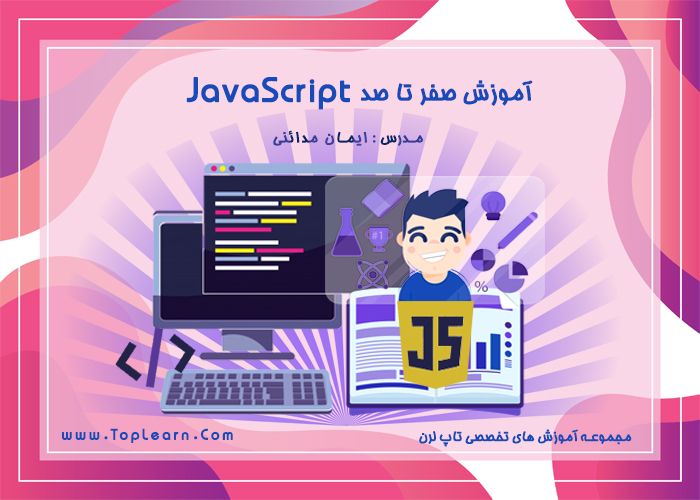 آموزش صفر تا صد JavaScript
مدرس : ایمان مدائنی
#1
%
JS
< / >
مجموعه آموزش های تخصصی تاپ لرن
www.TopLearn.Com